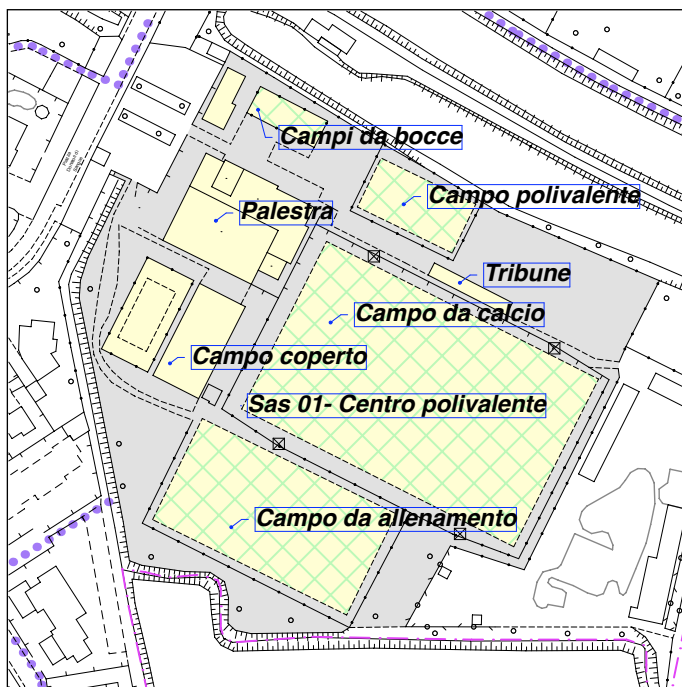 Campi da bocce
Campo polivalente
Palestra
Tribune
Campo da calcio
Campo coperto
Sas 01- Centro polivalente
Campo da allenamento